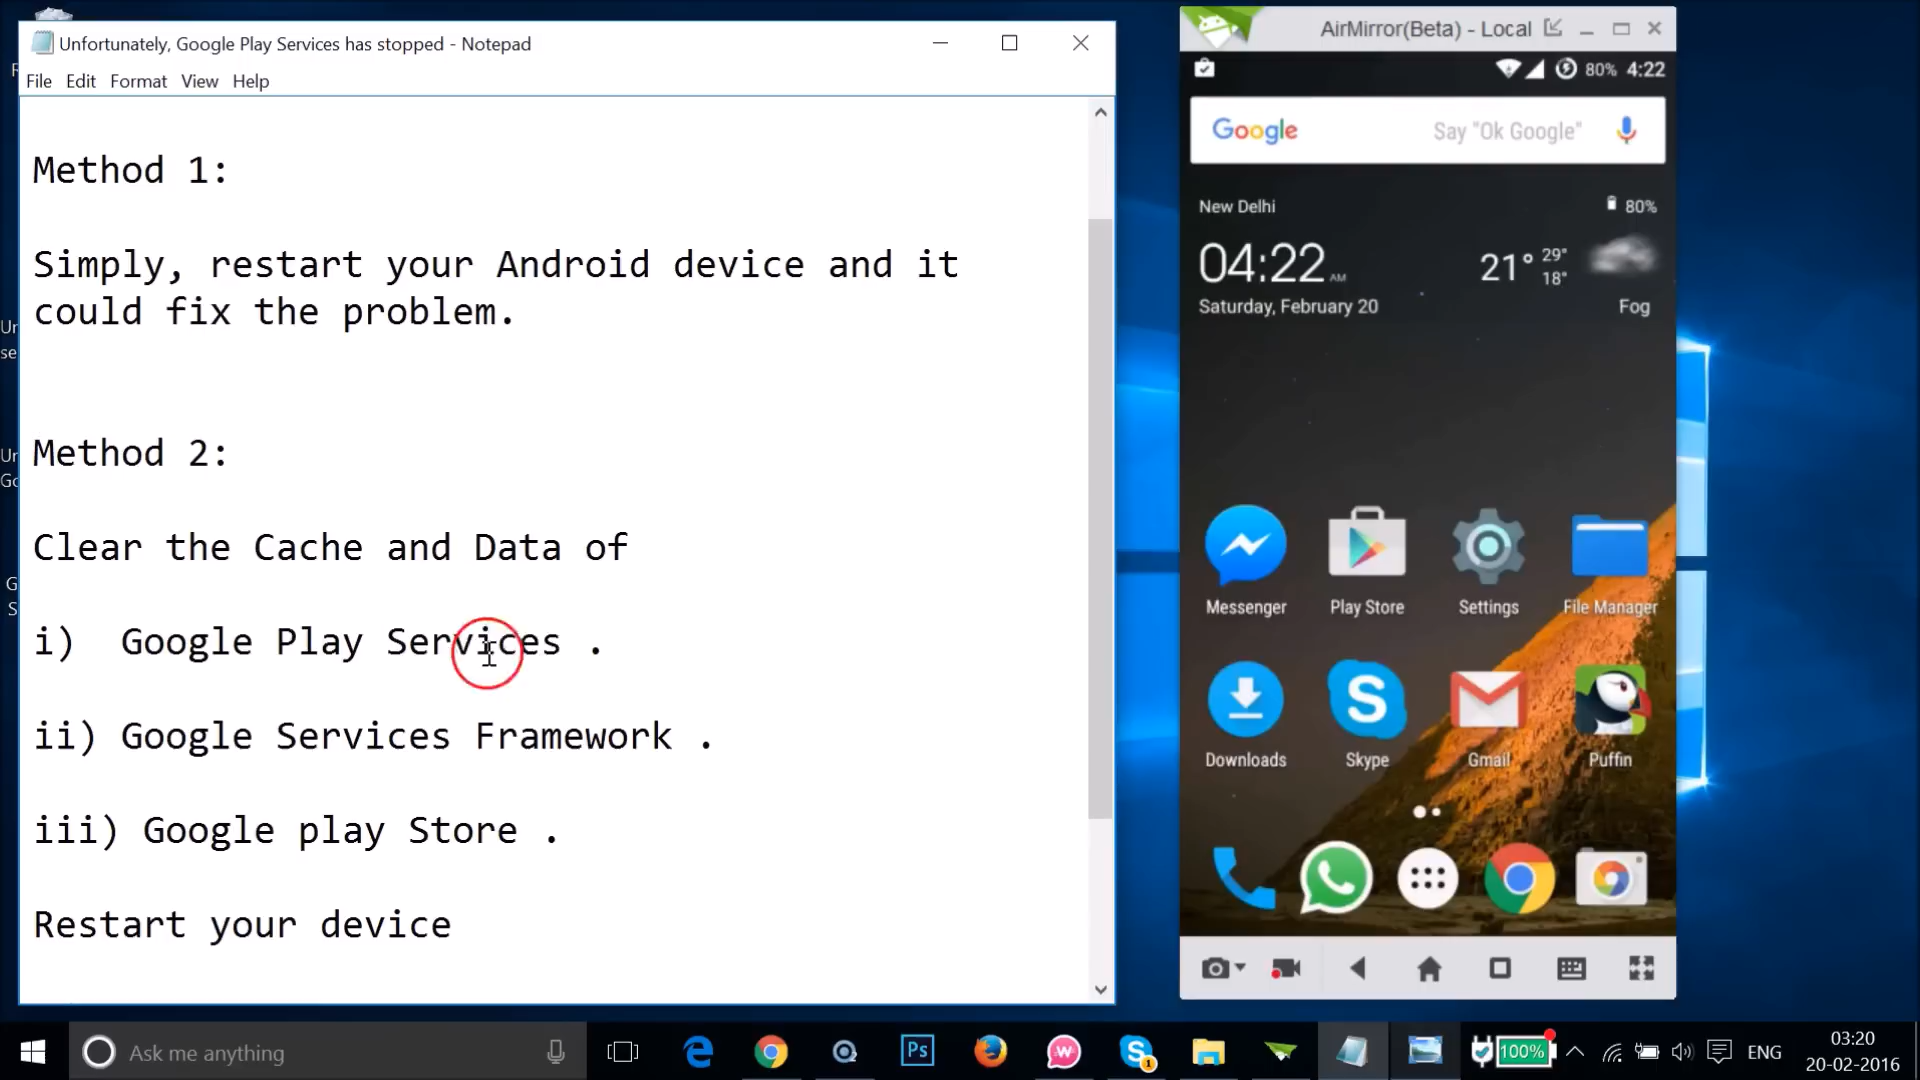 Unfortunately, Google Play Services has stopped - Notepad
File Edit Format View Help
Method 1:
Simply, restart your Android device and it
could fix the problem.
Method 2:
Clear the Cache and Data of
i) Google Play Services .
ii) Google Services Framework .
iii) Google play Store .
Restart your device
AirMirror(Beta) - Local
80% 4:22
Google Say "Ok Google"
New Delhi 80%
04:22 AM 21° 29° 18°
Saturday, February 20 Fog
Messenger Play Store Settings File Manager
Downloads Skype Gmail Puffin
Ask me anything
Ps
1
100%
ENG
03:20
20-02-2016